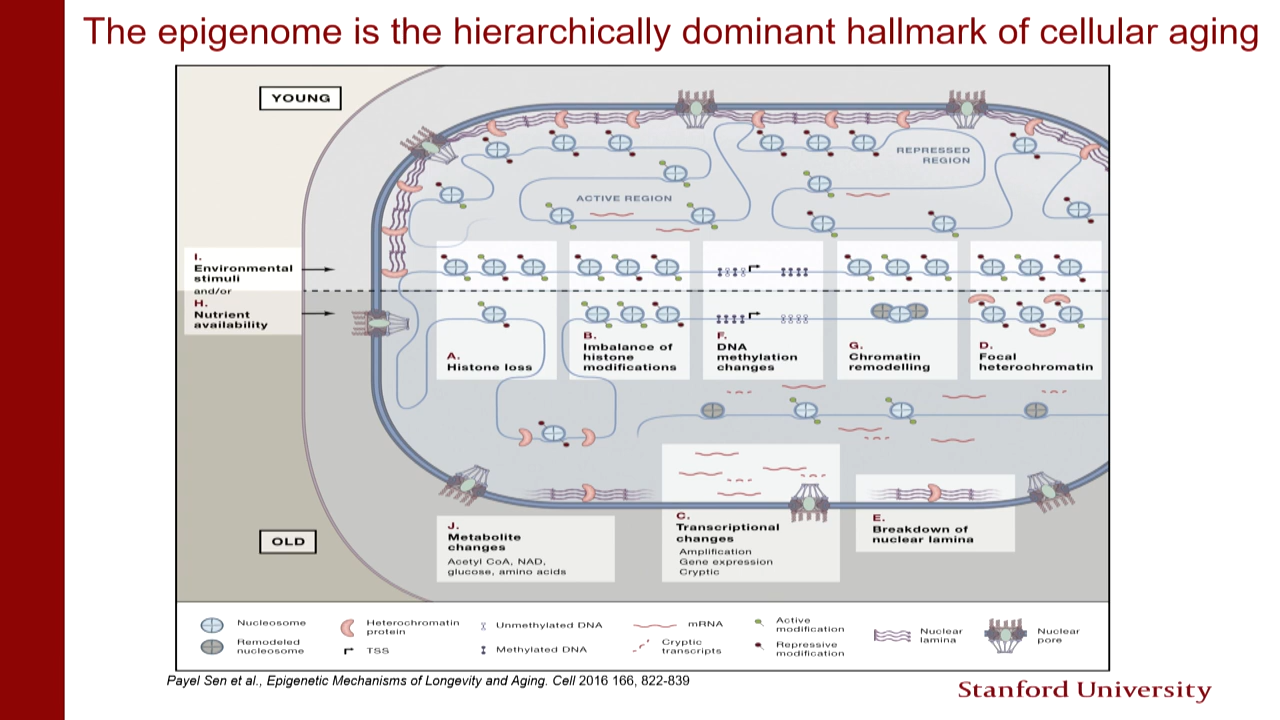 The epigenome is the hierarchically dominant hallmark of cellular aging
YOUNG
REPRESSED
REGION
ACTIVE REGION
I.
Environmental
stimuli
and/or
H.
Nutrient
availability
A.
Histone loss
B.
Imbalance of
histone
modifications
F.
DNA
methylation
changes
G.
Chromatin
remodelling
D.
Focal
heterochromatin
OLD
J.
Metabolite
changes
Acetyl CoA, NAD,
glucose, amino acids
C.
Transcriptional
changes
Amplification
Gene expression
Cryptic
E.
Breakdown of
nuclear lamina
Nucleosome
Remodeled
nucleosome
Heterochromatin
protein
TSS
Unmethylated DNA
Methylated DNA
mRNA
Cryptic
transcripts
Active
modification
Repressive
modification
Nuclear
lamina
Nuclear
pore
Payel Sen et al., Epigenetic Mechanisms of Longevity and Aging. Cell 2016 166, 822-839
Stanford University